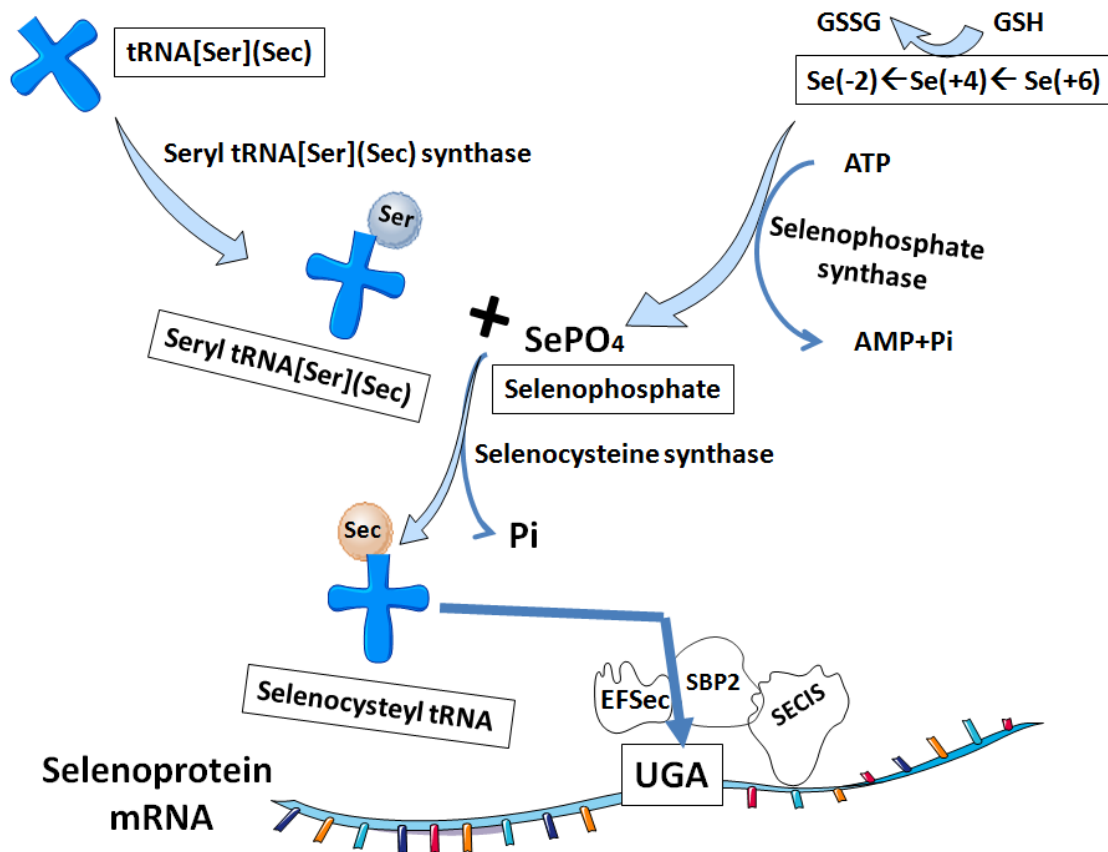 tRNA[Ser](Sec)
GSSG
GSH
Se(-2)←Se(+4)← Se(+6)
Seryl tRNA[Ser](Sec) synthase
ATP
Ser
Selenophosphate
synthase
+
SePO₄
AMP+Pi
Seryl tRNA[Ser](Sec)
Selenophosphate
Selenocysteine synthase
Sec
Pi
Selenocysteyl tRNA
EFSec
SBP2
SECIS
UGA
Selenoprotein
mRNA